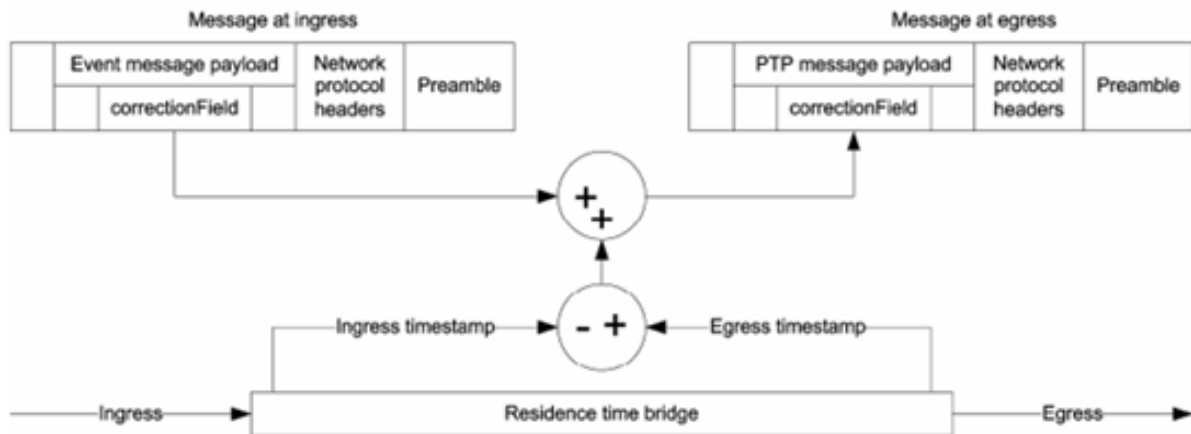 Message at ingress
Message at egress
Event message payload
correctionField
Network
protocol
headers
Preamble
PTP message payload
correctionField
Network
protocol
headers
Preamble
+
+
Ingress timestamp
- +
Egress timestamp
Ingress
Residence time bridge
Egress